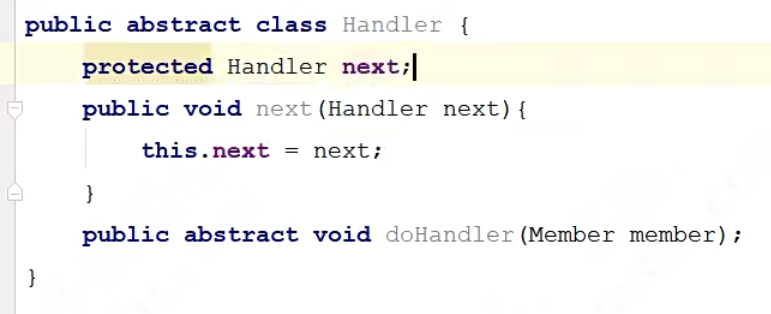 public abstract class Handler {
protected Handler next;
public void next(Handler next){
this.next = next;
}
public abstract void doHandler(Member member);
}